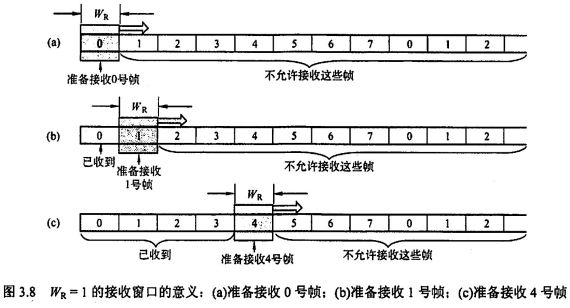 W_R
(a) 0 1 2 3 4 5 6 7 0 1 2
准备接收0号帧
不允许接收这些帧
W_R
(b) 0 1 2 3 4 5 6 7 0 1 2
已收到
准备接收
1号帧
不允许接收这些帧
W_R
(c) 0 1 2 3 4 5 6 7 0 1 2
已收到
准备接收4号帧
不允许接收这些帧
图 3.8 W_R = 1 的接收窗口的意义：(a)准备接收 0 号帧；(b)准备接收 1 号帧；(c)准备接收 4 号帧